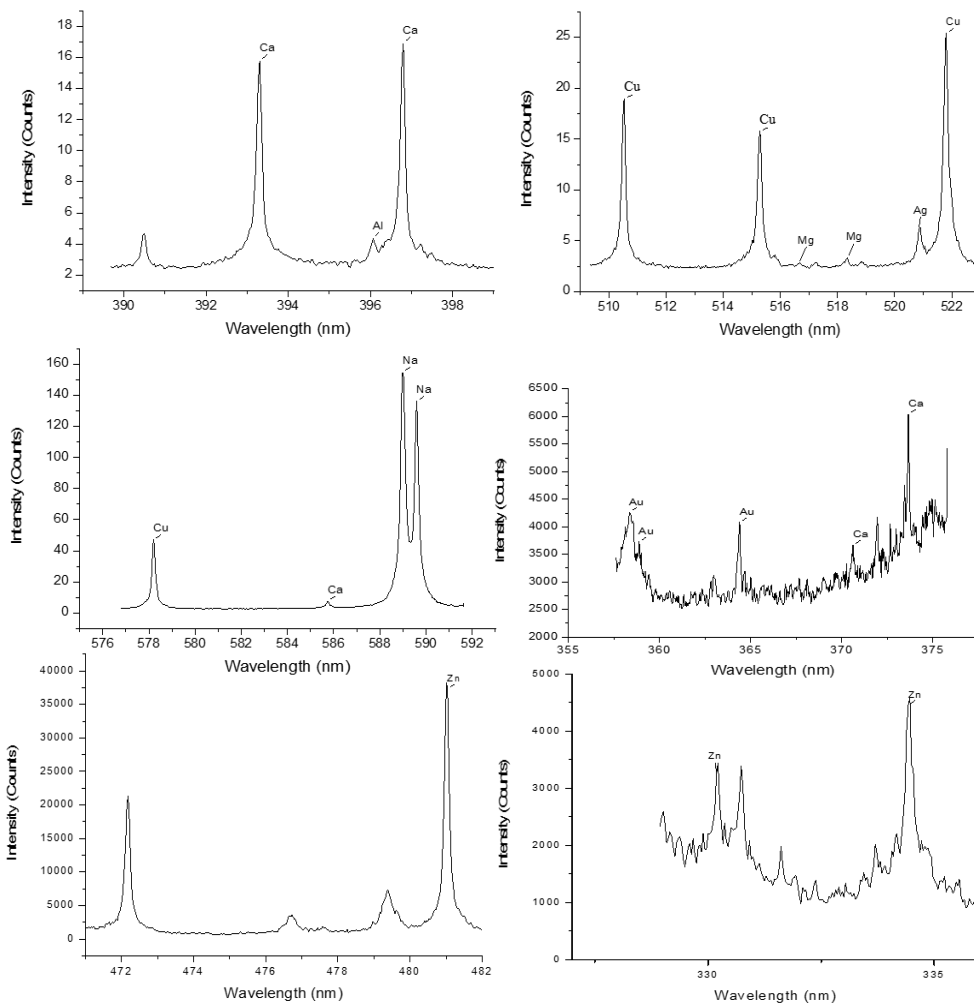 18
16
14
12
10
8
6
4
2
Intensity (Counts)
Ca
Ca
Al
390
392
394
396
398
Wavelength (nm)
25
20
15
10
5
0
Intensity (Counts)
Cu
Cu
Mg
Mg
Ag
Cu
510
512
514
516
518
520
522
Wavelength (nm)
160
140
120
100
80
60
40
20
0
Intensity (Counts)
Cu
Ca
Na
Na
576
578
580
582
584
586
588
590
592
Wavelength (nm)
6500
6000
5500
5000
4500
4000
3500
3000
2500
2000
Intensity (Counts)
Au
Au
Au
Ca
Ca
355
360
365
370
375
Wavelength (nm)
40000
35000
30000
25000
20000
15000
10000
5000
0
Intensity (Counts)
Zn
472
474
476
478
480
482
Wavelength (nm)
5000
4000
3000
2000
1000
0
Intensity (Counts)
Zn
Zn
330
335
Wavelength (nm)